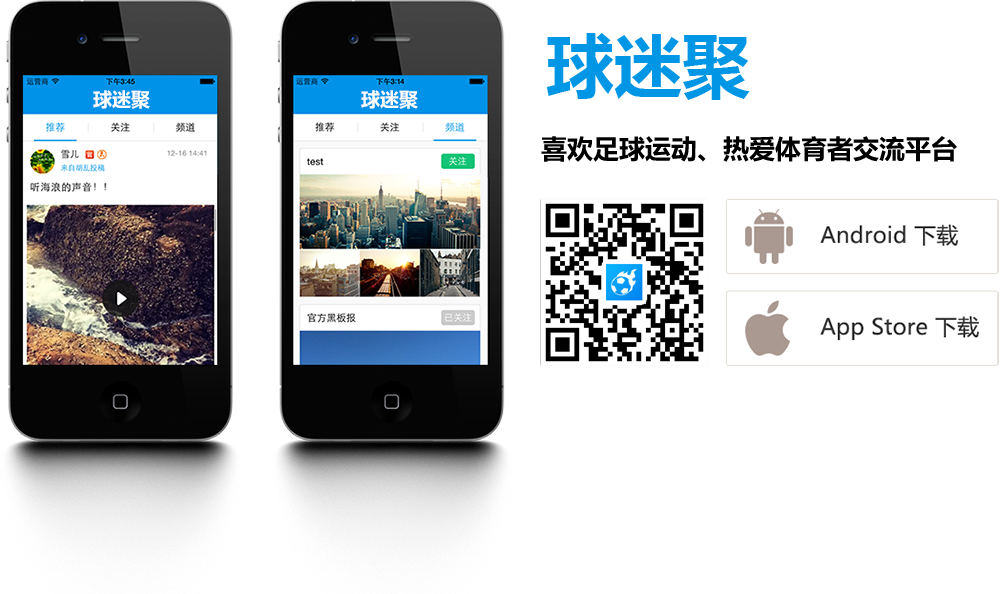 运营商 下午3:45
球迷聚
推荐 关注 频道
雪儿 官 12-16 14:41
来自胡乱投稿
听海浪的声音！！
运营商 下午3:14
球迷聚
推荐 关注 频道
test 关注
官方黑板报 已关注
球迷聚
喜欢足球运动、热爱体育者交流平台
Android 下载
App Store 下载